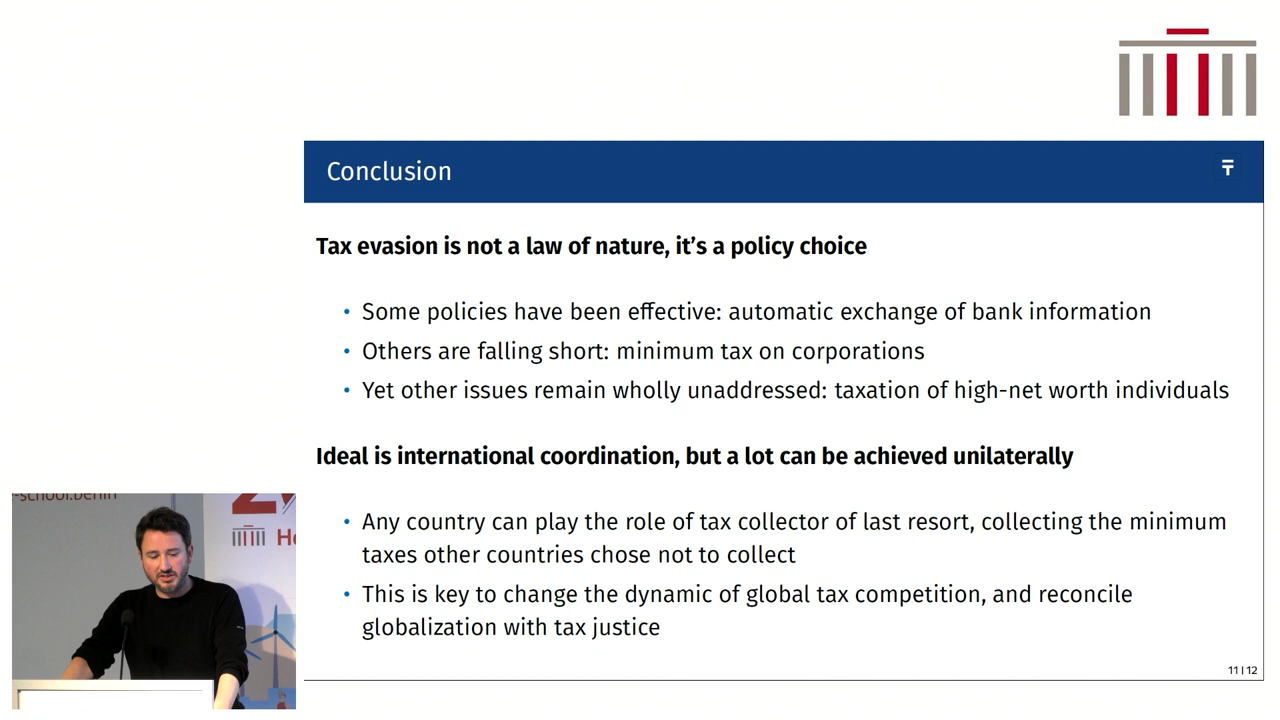 Conclusion
Tax evasion is not a law of nature, it's a policy choice
• Some policies have been effective: automatic exchange of bank information
• Others are falling short: minimum tax on corporations
• Yet other issues remain wholly unaddressed: taxation of high-net worth individuals
Ideal is international coordination, but a lot can be achieved unilaterally
• Any country can play the role of tax collector of last resort, collecting the minimum
taxes other countries chose not to collect
• This is key to change the dynamic of global tax competition, and reconcile
globalization with tax justice
11 | 12
-school.berlin
He